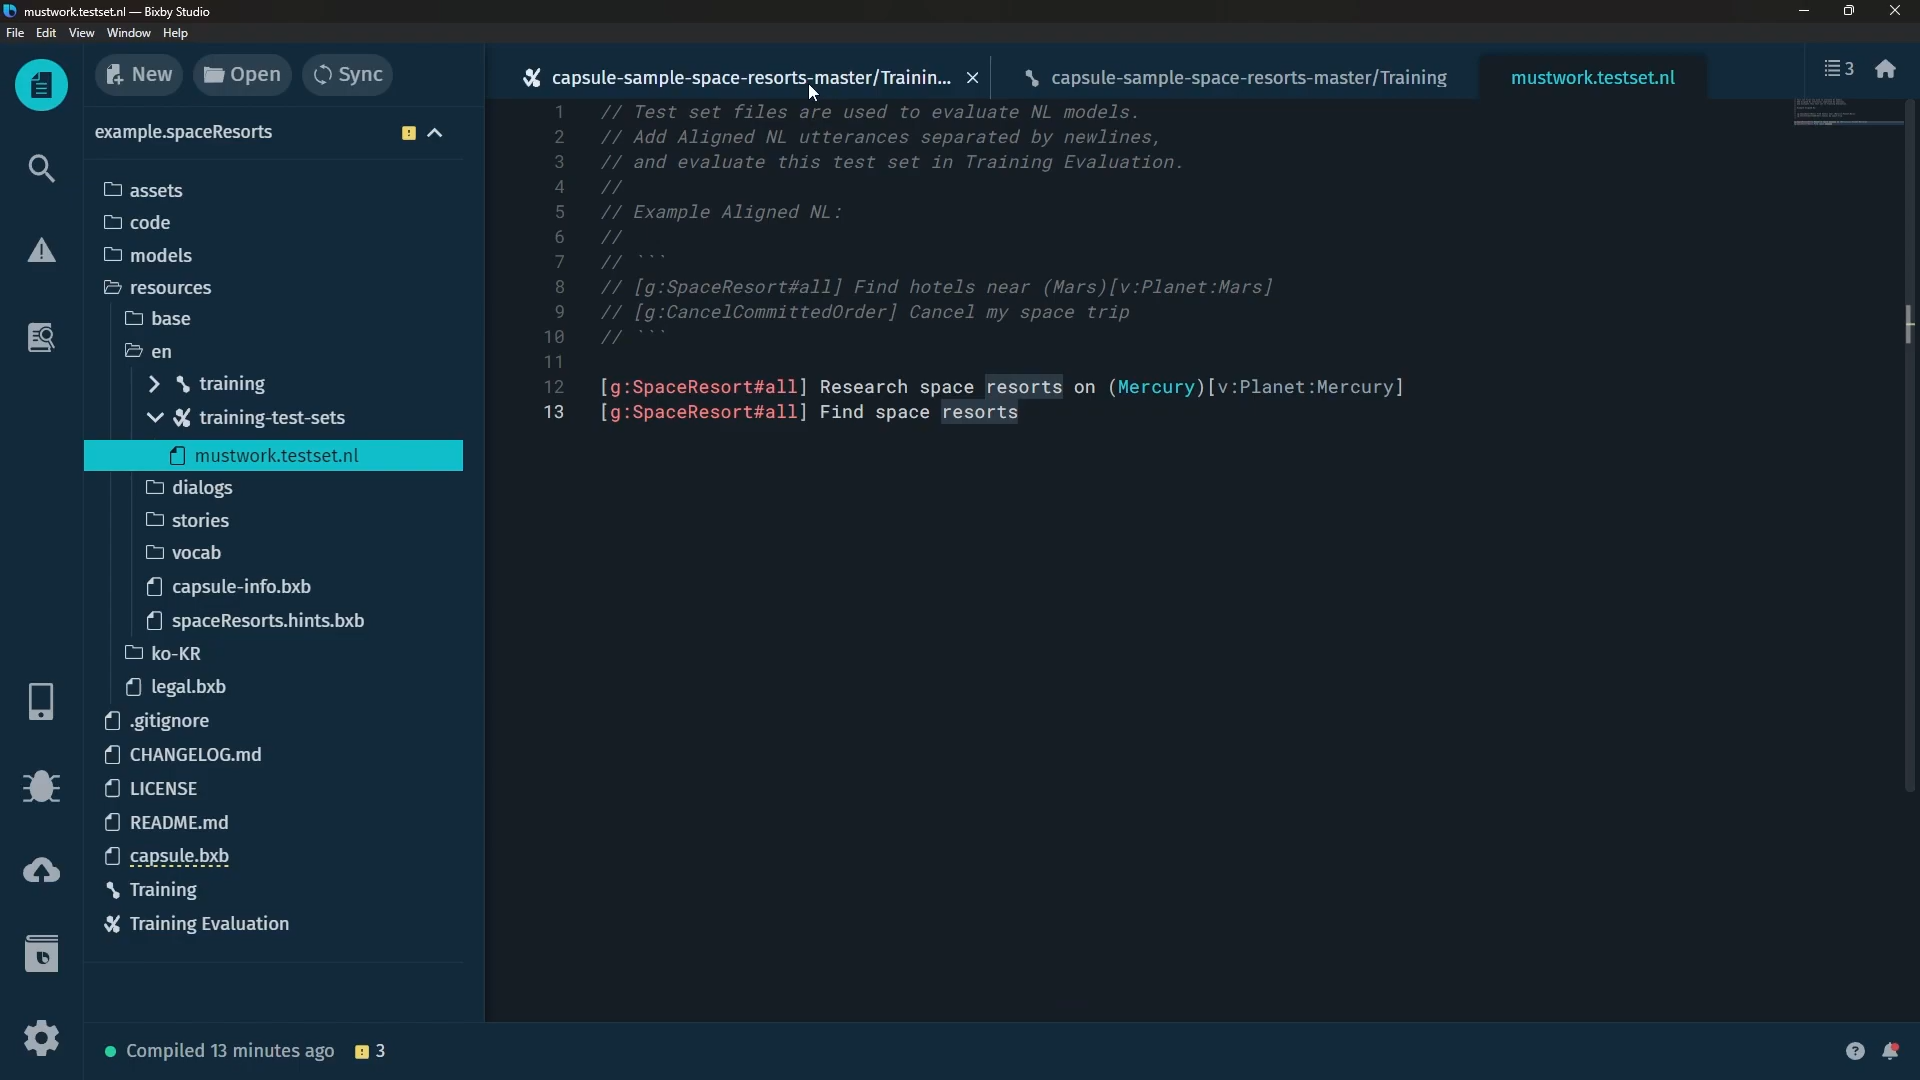 mustwork.testset.nl — Bixby Studio
File Edit View Window Help
New Open Sync
example.spaceResorts
assets
code
models
resources
base
en
training
training-test-sets
mustwork.testset.nl
dialogs
stories
vocab
capsule-info.bxb
spaceResorts.hints.bxb
ko-KR
legal.bxb
.gitignore
CHANGELOG.md
LICENSE
README.md
capsule.bxb
Training
Training Evaluation
Compiled 13 minutes ago 3
capsule-sample-space-resorts-master/Trainin... capsule-sample-space-resorts-master/Training mustwork.testset.nl 3
1 // Test set files are used to evaluate NL models.
2 // Add Aligned NL utterances separated by newlines,
3 // and evaluate this test set in Training Evaluation.
4 //
5 // Example Aligned NL:
6 //
7 // ```
8 // [g:SpaceResort#all] Find hotels near (Mars)[v:Planet:Mars]
9 // [g:CancelCommittedOrder] Cancel my space trip
10 // ```
11
12 [g:SpaceResort#all] Research space resorts on (Mercury)[v:Planet:Mercury]
13 [g:SpaceResort#all] Find space resorts